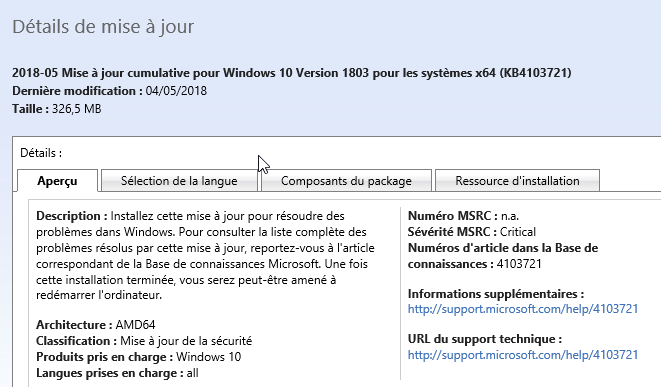 Détails de mise à jour
2018-05 Mise à jour cumulative pour Windows 10 Version 1803 pour les systèmes x64 (KB4103721)
Dernière modification : 04/05/2018
Taille : 326,5 MB
Détails :
Aperçu
Sélection de la langue
Composants du package
Ressource d'installation
Description : Installez cette mise à jour pour résoudre des
problèmes dans Windows. Pour consulter la liste complète des
problèmes résolus par cette mise à jour, reportez-vous à l'article
correspondant de la Base de connaissances Microsoft. Une fois
cette installation terminée, vous serez peut-être amené à
redémarrer l'ordinateur.
Architecture : AMD64
Classification : Mise à jour de la sécurité
Produits pris en charge : Windows 10
Langues prises en charge : all
Numéro MSRC : n.a.
Sévérité MSRC : Critical
Numéros d'article dans la Base de
connaissances : 4103721
Informations supplémentaires :
http://support.microsoft.com/help/4103721
URL du support technique :
http://support.microsoft.com/help/4103721